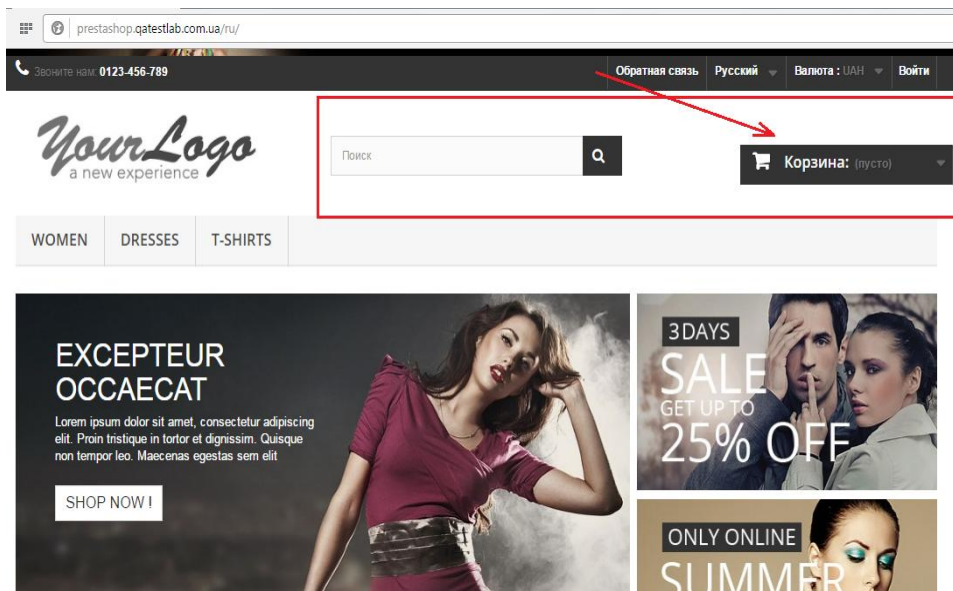 prestashop.qatestlab.com.ua/ru/
Звоните нам: 0123-456-789
Обратная связь
Русский
Валюта : UAH
Войти
YourLogo
a new experience
Поиск
Корзина: (пусто)
WOMEN
DRESSES
T-SHIRTS
EXCEPTEUR
OCCAECAT
Lorem ipsum dolor sit amet, consectetur adipiscing
elit. Proin tristique in tortor et dignissim. Quisque
non tempor leo. Maecenas egestas sem elit
SHOP NOW !
3DAYS
SALE
GET UP TO
25% OFF
ONLY ONLINE
SUMMER